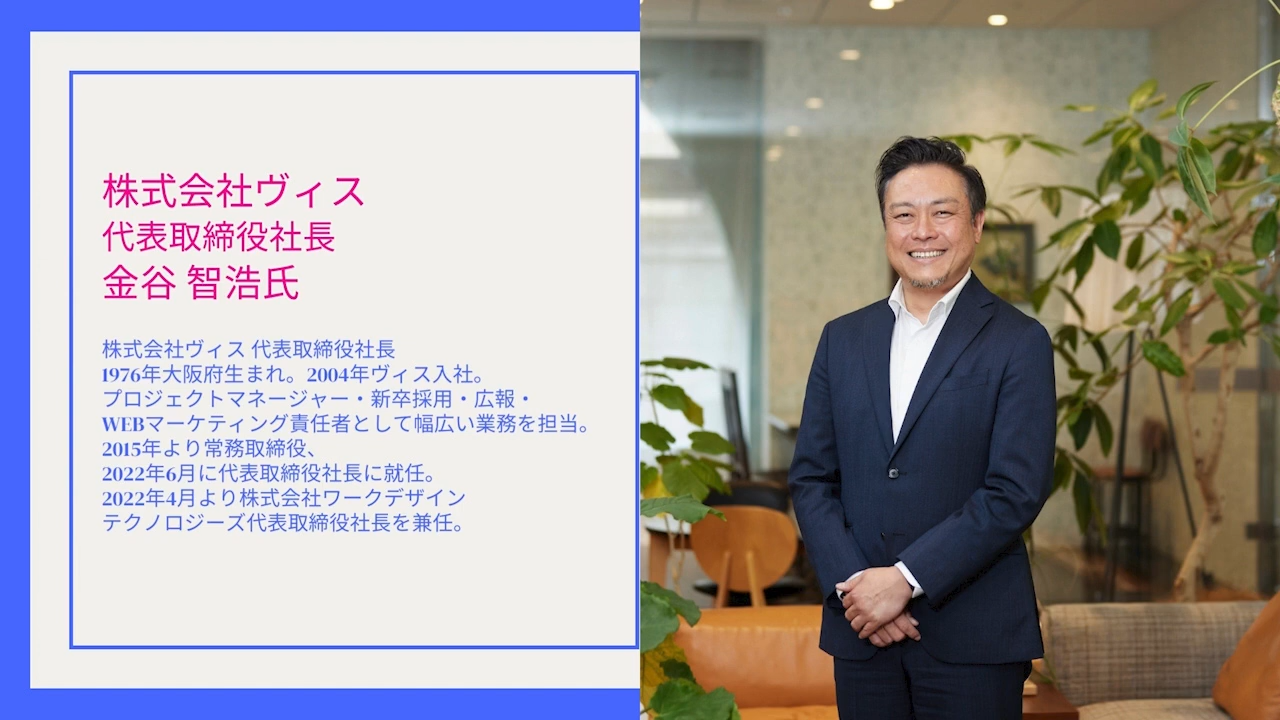 株式会社ヴィス
代表取締役社長
金谷 智浩氏
株式会社ヴィス 代表取締役社長
1976年大阪府生まれ。2004年ヴィス入社。
プロジェクトマネージャー・新卒採用・広報・
WEBマーケティング責任者として幅広い業務を担当。
2015年より常務取締役、
2022年6月に代表取締役社長に就任。
2022年4月より株式会社ワークデザイン
テクノロジーズ代表取締役社長を兼任。